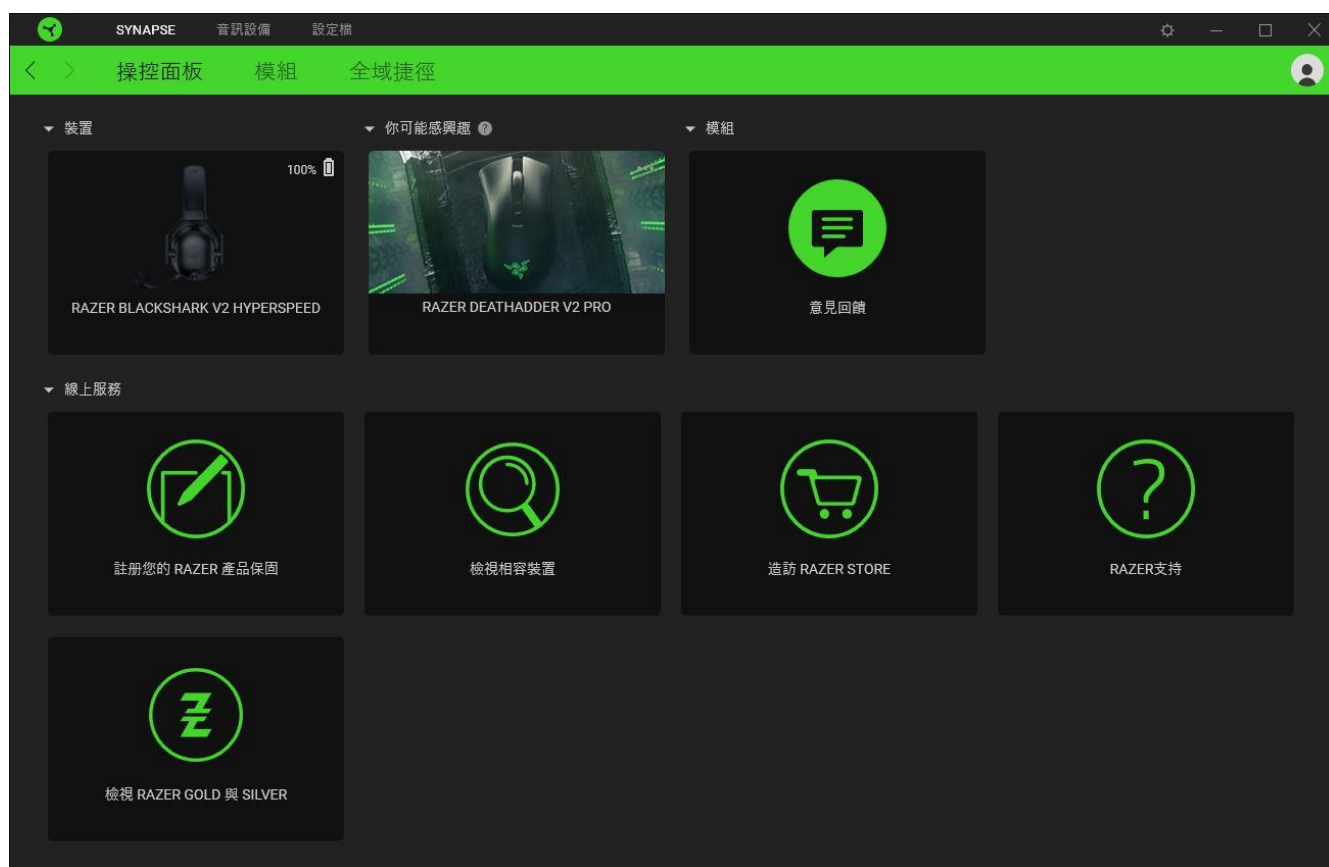 SYNAPSE 音訊設備 設定檔
操控面板 模組 全域捷徑
裝置 你可能感興趣 ? 模組
100%
RAZER BLACKSHARK V2 HYPERSPEED
RAZER DEATHADDER V2 PRO
意見回饋
線上服務
註冊您的 RAZER 產品保固
檢視相容裝置
造訪 RAZER STORE
RAZER支持
檢視 RAZER GOLD 與 SILVER